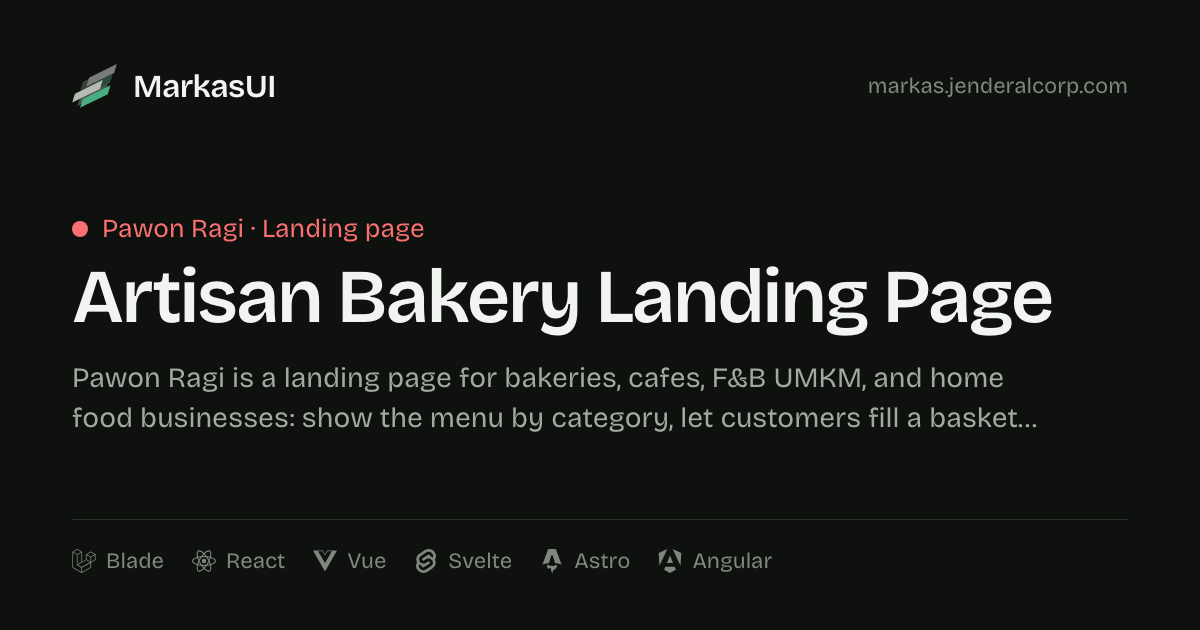 MarkasUI
markas.jenderalcorp.com
Pawon Ragi · Landing page
Artisan Bakery Landing Page
Pawon Ragi is a landing page for bakeries, cafes, F&B UMKM, and home
food businesses: show the menu by category, let customers fill a basket...
Blade React Vue Svelte Astro Angular